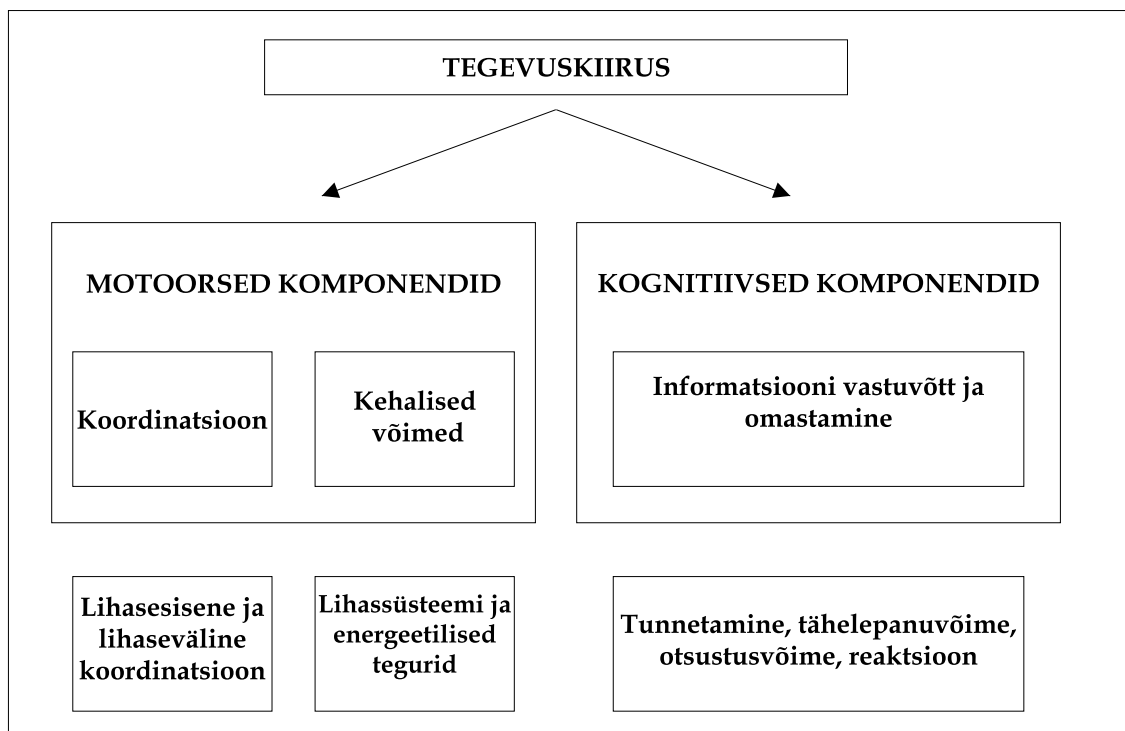 TEGEVUSKIIRUS
MOTOORSED KOMPONENDID
Koordinatsioon
Kehalised
võimed
KOGNITIIVSED KOMPONENDID
Informatsiooni vastuvõtt ja
omastamine
Lihasesisene ja
lihaseväline
koordinatsioon
Lihassüsteemi ja
energeetilised
tegurid
Tunnetamine, tähelepanuvõime,
otsustusvõime, reaktsioon